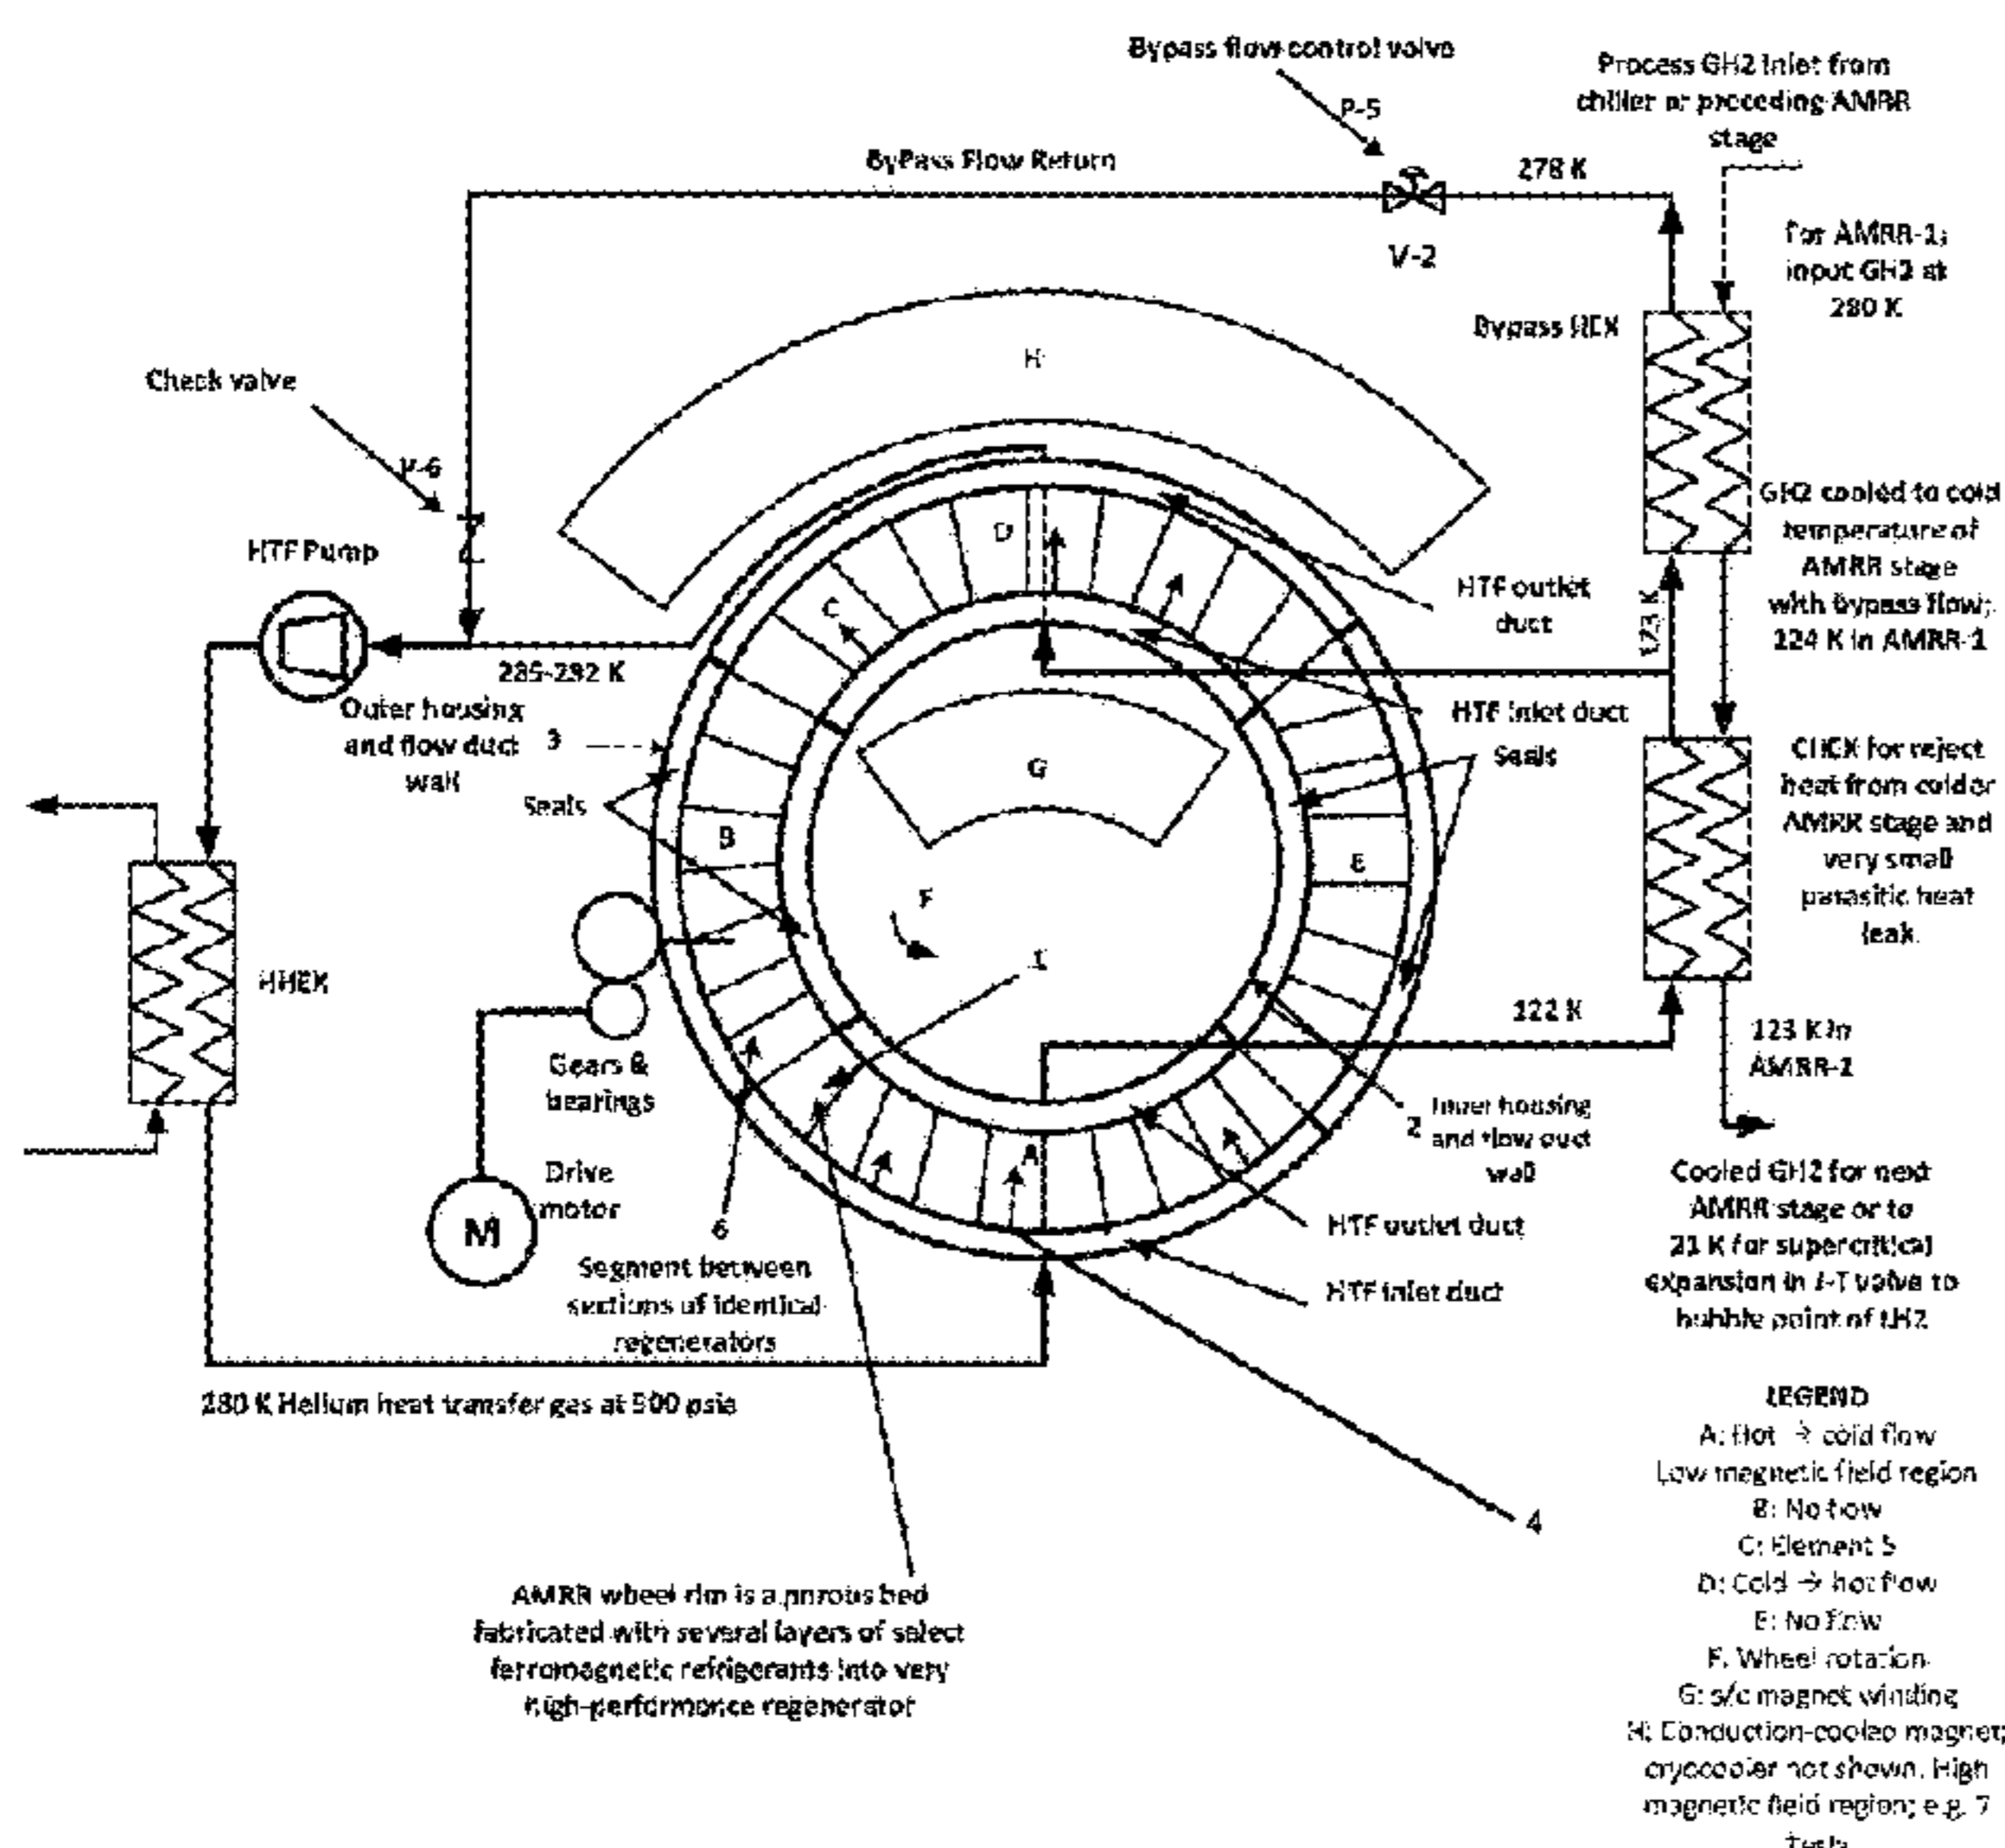 Bypass flow control valve
P-5
Process GH2 Inlet from
chiller or preceding AMRR
stage
ByPass Flow Return
278 K
V-2
For AMRR-1;
input GH2 at
280 K
Bypass HEX
H
Check valve
V-6
HTF Pump
D
C
GH2 cooled to cold
temperature of
AMRR stage
with bypass flow;
124 K in AMRR-1
HTF outlet
duct
123 K
285-292 K
Outer housing
and flow duct
wall
3
HTF inlet duct
Seals
G
Seals
B
E
CHEX for reject
heat from colder
AMRR stage and
very small
parasitic heat
leak.
F
1
HHEX
122 K
123 K in
AMRR-1
Gears &
bearings
Drive
motor
M
6
Segment between
sections of identical
regenerators
A
2
Inner housing
and flow duct
wall
HTF outlet duct
HTF inlet duct
Cooled GH2 for next
AMRR stage or to
21 K for supercritical
expansion in J-T valve to
bubble point of LH2
280 K Helium heat transfer gas at 500 psia
4
AMRR wheel rim is a porous bed
fabricated with several layers of select
ferromagnetic refrigerants into very
high-performance regenerator
LEGEND
A: Hot → cold flow
Low magnetic field region
B: No flow
C: Element 5
D: Cold → hot flow
E: No flow
F. Wheel rotation
G: s/c magnet winding
H: Conduction-cooled magnet;
cryocooler not shown. High
magnetic field region; e.g. 7